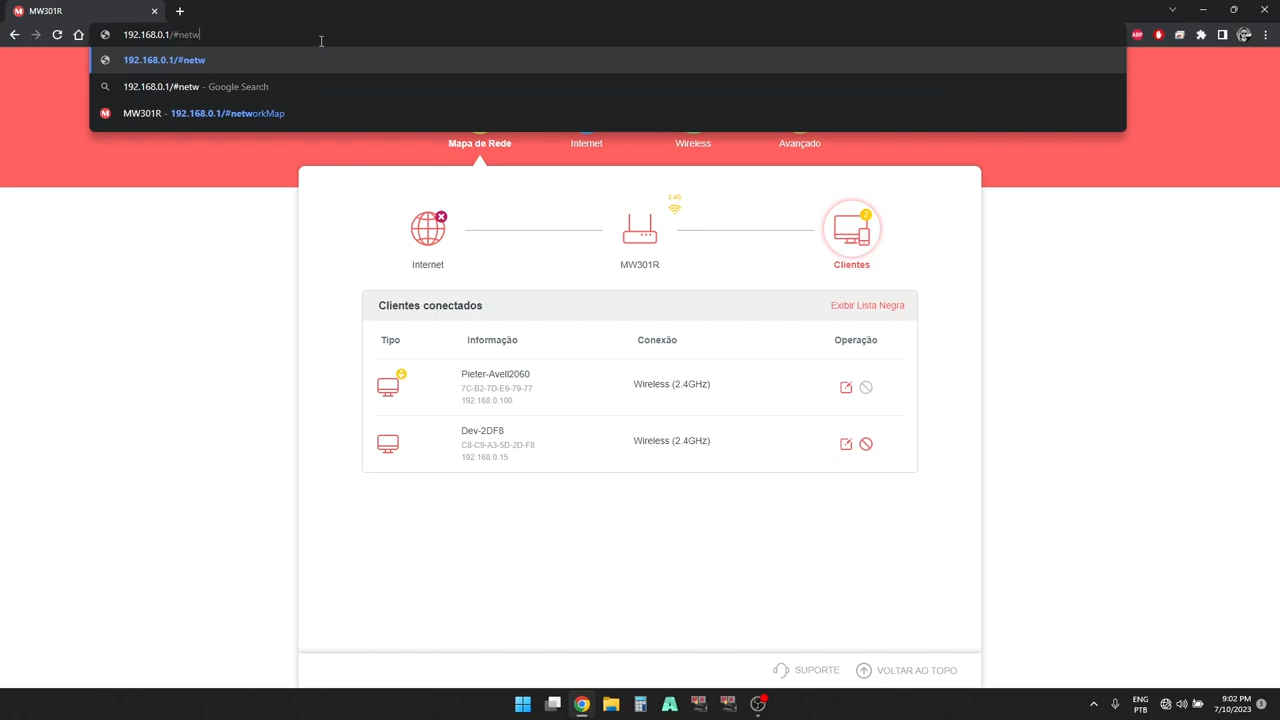 MW301R
192.168.0.1/#netw
192.168.0.1/#netw
192.168.0.1/#netw - Google Search
MW301R - 192.168.0.1/#networkMap
ABP
Mapa de Rede
Internet
Wireless
Avançado
2.4G
2
Internet
MW301R
Clientes
Clientes conectados
Exibir Lista Negra
Tipo
Informação
Conexão
Operação
Pieter-Avell2060
7C-B2-7D-E6-79-77
192.168.0.100
Wireless (2.4GHz)
Dev-2DF8
C8-C9-A3-5D-2D-F8
192.168.0.15
Wireless (2.4GHz)
SUPORTE
VOLTAR AO TOPO
ENG
PTB
9:02 PM
7/10/2023
3